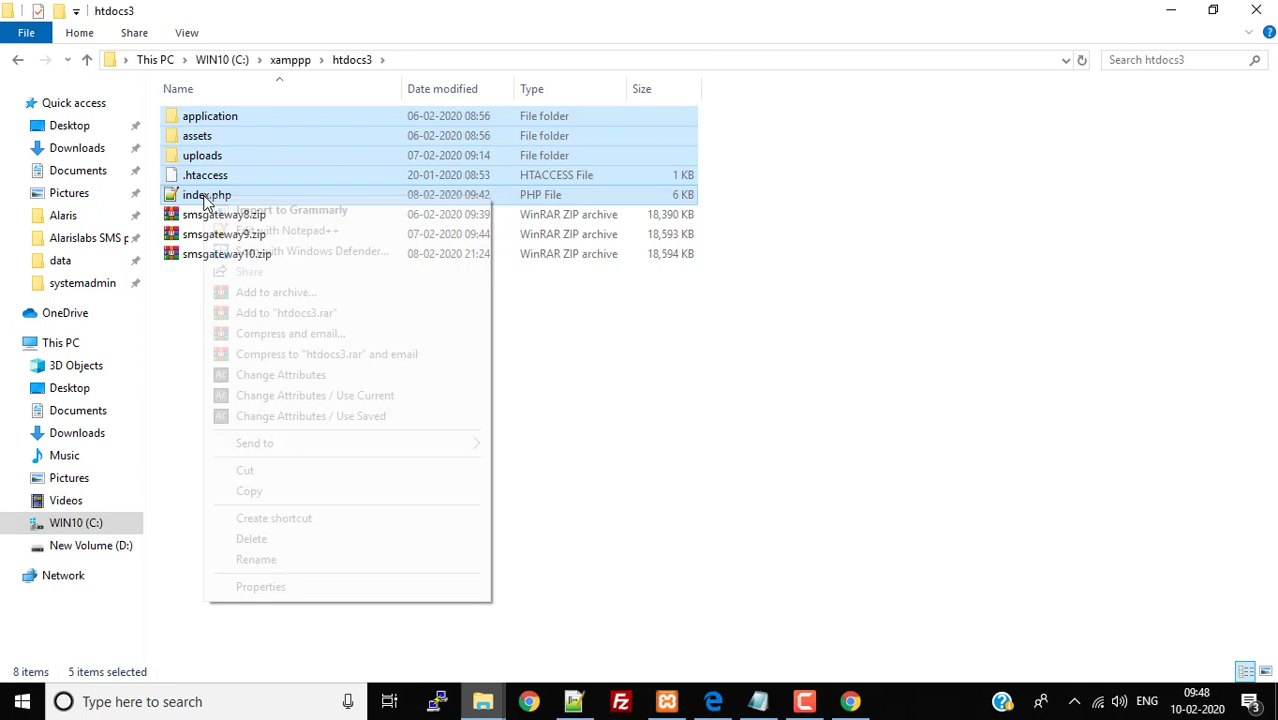 htdocs3
File Home Share View
This PC WIN10 (C:) xamppp htdocs3 Search htdocs3
Name Date modified Type Size
Quick access
Desktop
Downloads
Documents
Pictures
Alaris
Alarislabs SMS p
data
systemadmin
OneDrive
This PC
3D Objects
Desktop
Documents
Downloads
Music
Pictures
Videos
WIN10 (C:)
New Volume (D:)
Network
application 06-02-2020 08:56 File folder
assets 06-02-2020 08:56 File folder
uploads 07-02-2020 09:14 File folder
.htaccess 20-01-2020 08:53 HTACCESS File 1 KB
index.php 08-02-2020 09:42 PHP File 6 KB
smsgateway8.zip 06-02-2020 09:39 WinRAR ZIP archive 18,390 KB
smsgateway9.zip 07-02-2020 09:44 WinRAR ZIP archive 18,593 KB
smsgateway10.zip 08-02-2020 21:24 WinRAR ZIP archive 18,594 KB
Import to Grammarly
Edit with Notepad++
Scan with Windows Defender...
Share
Add to archive...
Add to "htdocs3.rar"
Compress and email...
Compress to "htdocs3.rar" and email
Change Attributes
Change Attributes / Use Current
Change Attributes / Use Saved
Send to
Cut
Copy
Create shortcut
Delete
Rename
Properties
8 items 5 items selected
Type here to search
ENG
09:48
10-02-2020
3